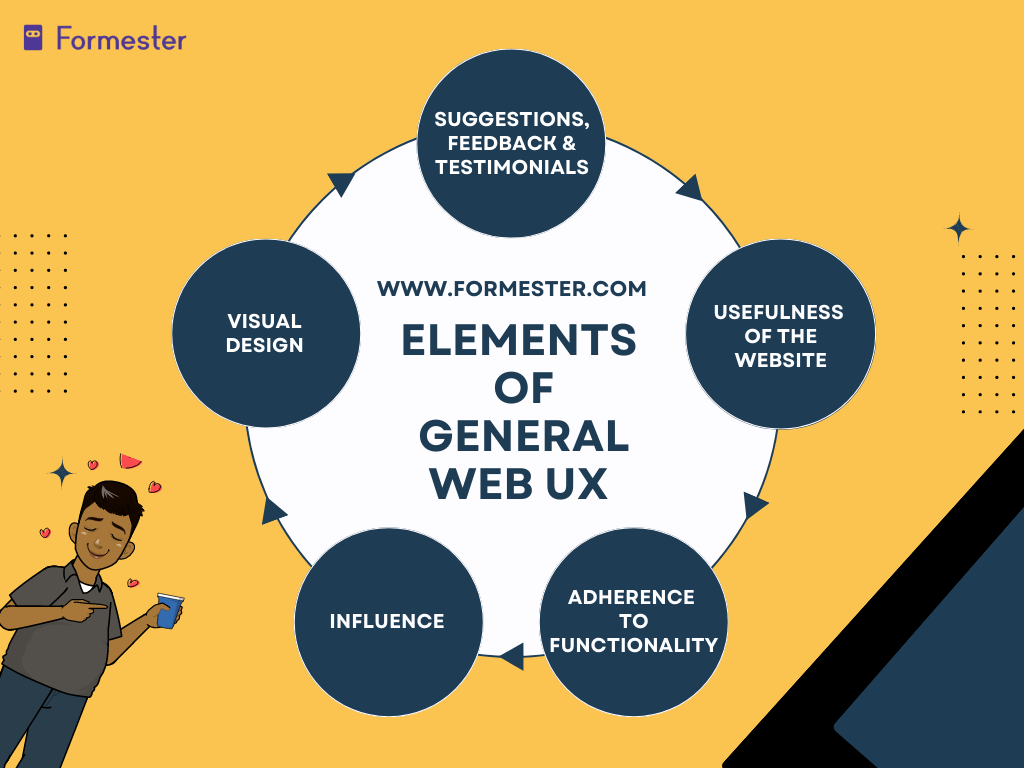 Formester
SUGGESTIONS,
FEEDBACK &
TESTIMONIALS
WWW.FORMESTER.COM
ELEMENTS
OF
GENERAL
WEB UX
USEFULNESS
OF THE
WEBSITE
ADHERENCE
TO
FUNCTIONALITY
INFLUENCE
VISUAL
DESIGN